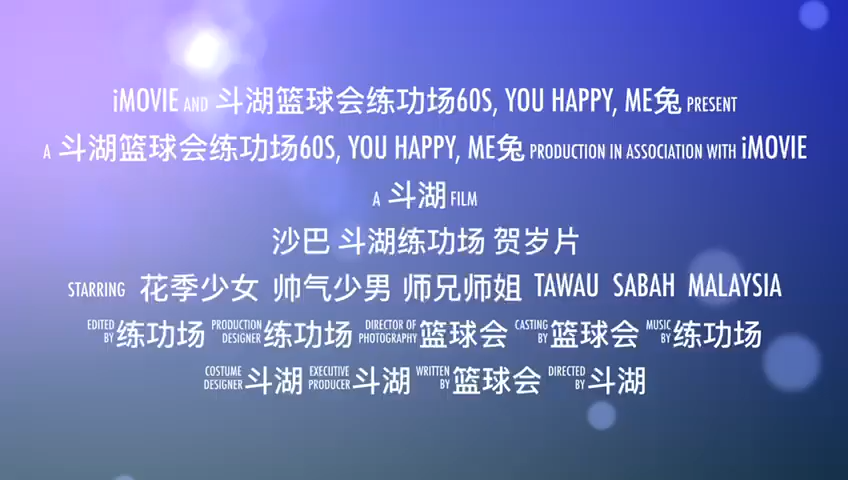 iMOVIE AND 斗湖篮球会练功场60S, YOU HAPPY, ME兔 PRESENT
A 斗湖篮球会练功场60S, YOU HAPPY, ME兔 PRODUCTION IN ASSOCIATION WITH iMOVIE
A 斗湖 FILM
沙巴 斗湖练功场 贺岁片
STARRING 花季少女 帅气少男 师兄师姐 TAWAU SABAH MALAYSIA
EDITED BY 练功场 PRODUCTION DESIGNER 练功场 DIRECTOR OF PHOTOGRAPHY 篮球会 CASTING BY 篮球会 MUSIC BY 练功场
COSTUME DESIGNER 斗湖 EXECUTIVE PRODUCER 斗湖 WRITTEN BY 篮球会 DIRECTED BY 斗湖